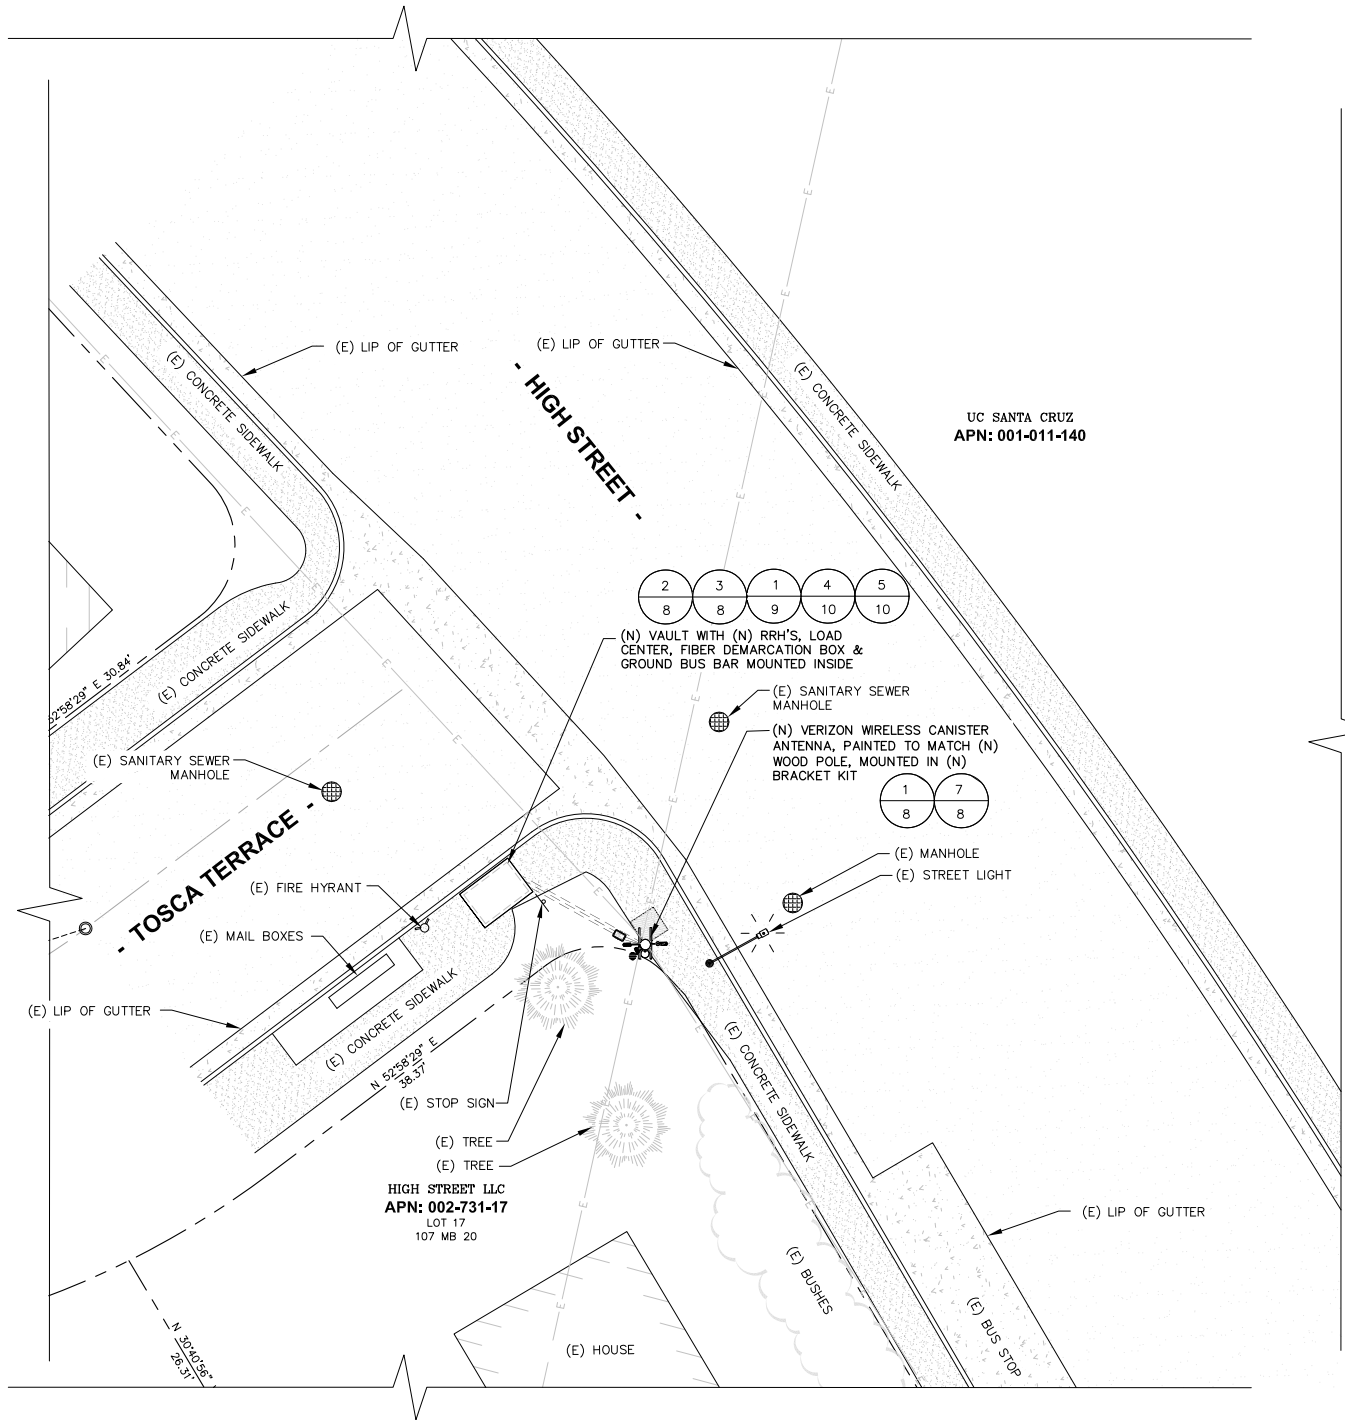 (E) LIP OF GUTTER
(E) LIP OF GUTTER
(E) CONCRETE SIDEWALK
- HIGH STREET -
(E) CONCRETE SIDEWALK
UC SANTA CRUZ
APN: 001-011-140
2
8
3
8
1
9
4
10
5
10
(N) VAULT WITH (N) RRH'S, LOAD
CENTER, FIBER DEMARCATION BOX &
GROUND BUS BAR MOUNTED INSIDE
(E) CONCRETE SIDEWALK
52°58'29" E 30.84'
(E) SANITARY SEWER
MANHOLE
(N) VERIZON WIRELESS CANISTER
ANTENNA, PAINTED TO MATCH (N)
WOOD POLE, MOUNTED IN (N)
BRACKET KIT
1
8
7
8
(E) SANITARY SEWER
MANHOLE
- TOSCA TERRACE -
(E) MANHOLE
(E) STREET LIGHT
(E) FIRE HYRANT
(E) MAIL BOXES
(E) LIP OF GUTTER
(E) CONCRETE SIDEWALK
N 52°58'29" E
38.37'
(E) CONCRETE SIDEWALK
(E) STOP SIGN
(E) TREE
(E) TREE
HIGH STREET LLC
APN: 002-731-17
LOT 17
107 MB 20
(E) LIP OF GUTTER
(E) BUSHES
(E) BUS STOP
(E) HOUSE
N 30°40'56"
26.31'
E
E
E
E
E
E
E
E
E
E
E
E
E
E